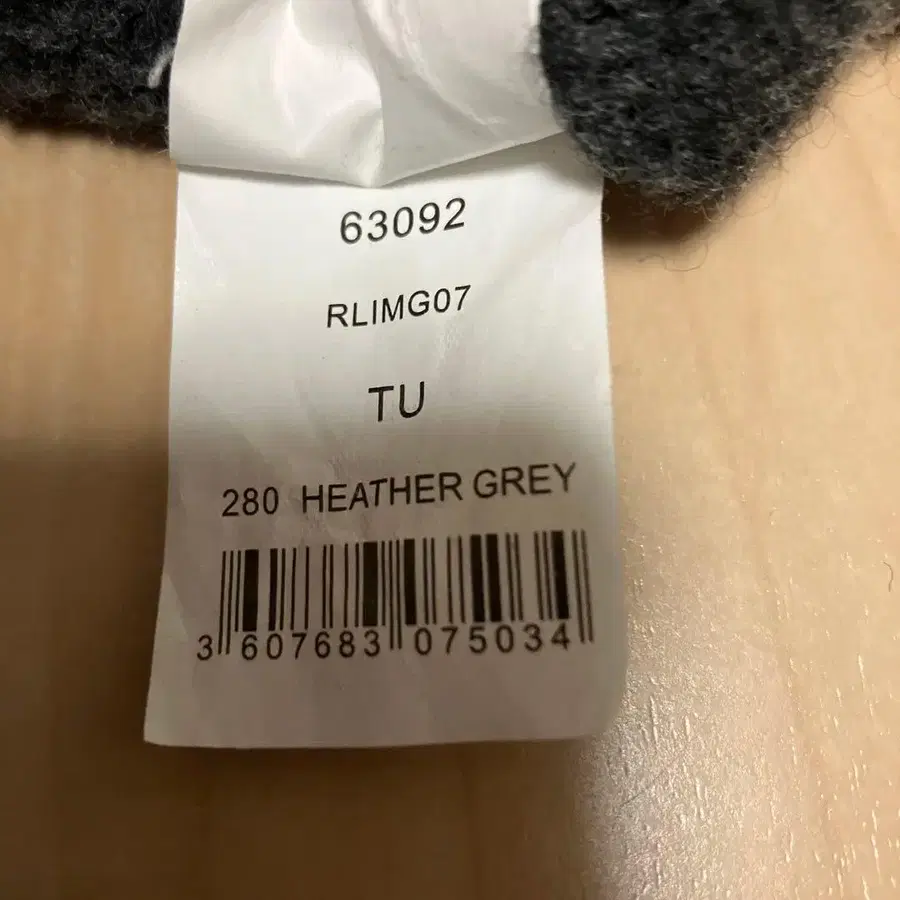 63092
RLIMG07
TU
280 HEATHER GREY
3 607683 075034